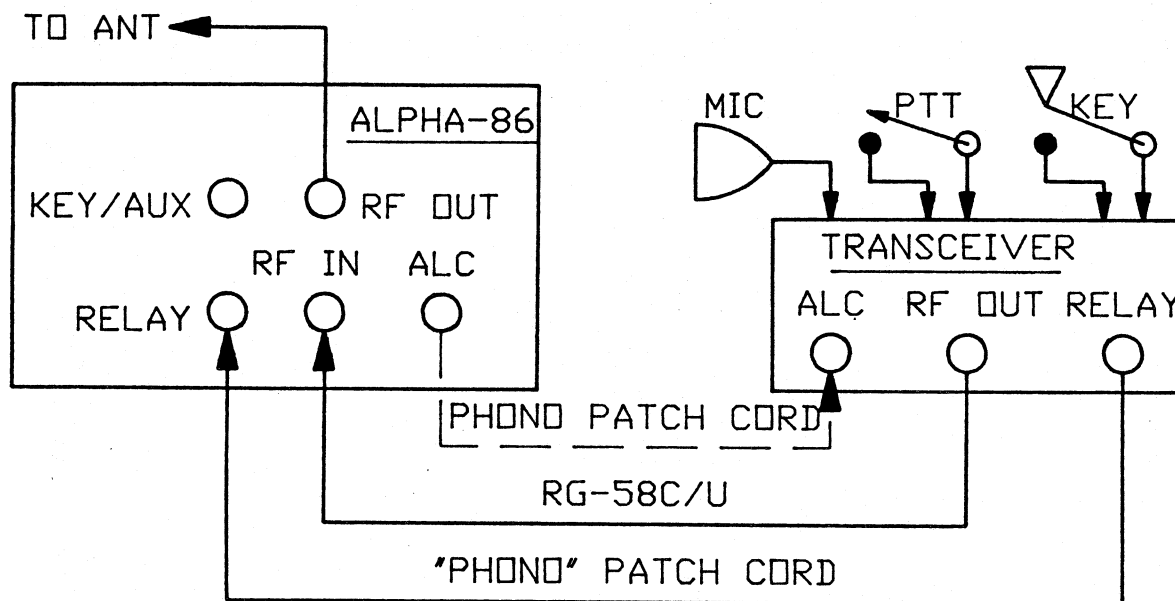 TO ANT
ALPHA-86
KEY/AUX
RF OUT
RF IN
ALC
RELAY
MIC
PTT
KEY
TRANSCEIVER
ALC
RF OUT
RELAY
PHONO PATCH CORD
RG-58C/U
"PHONO" PATCH CORD